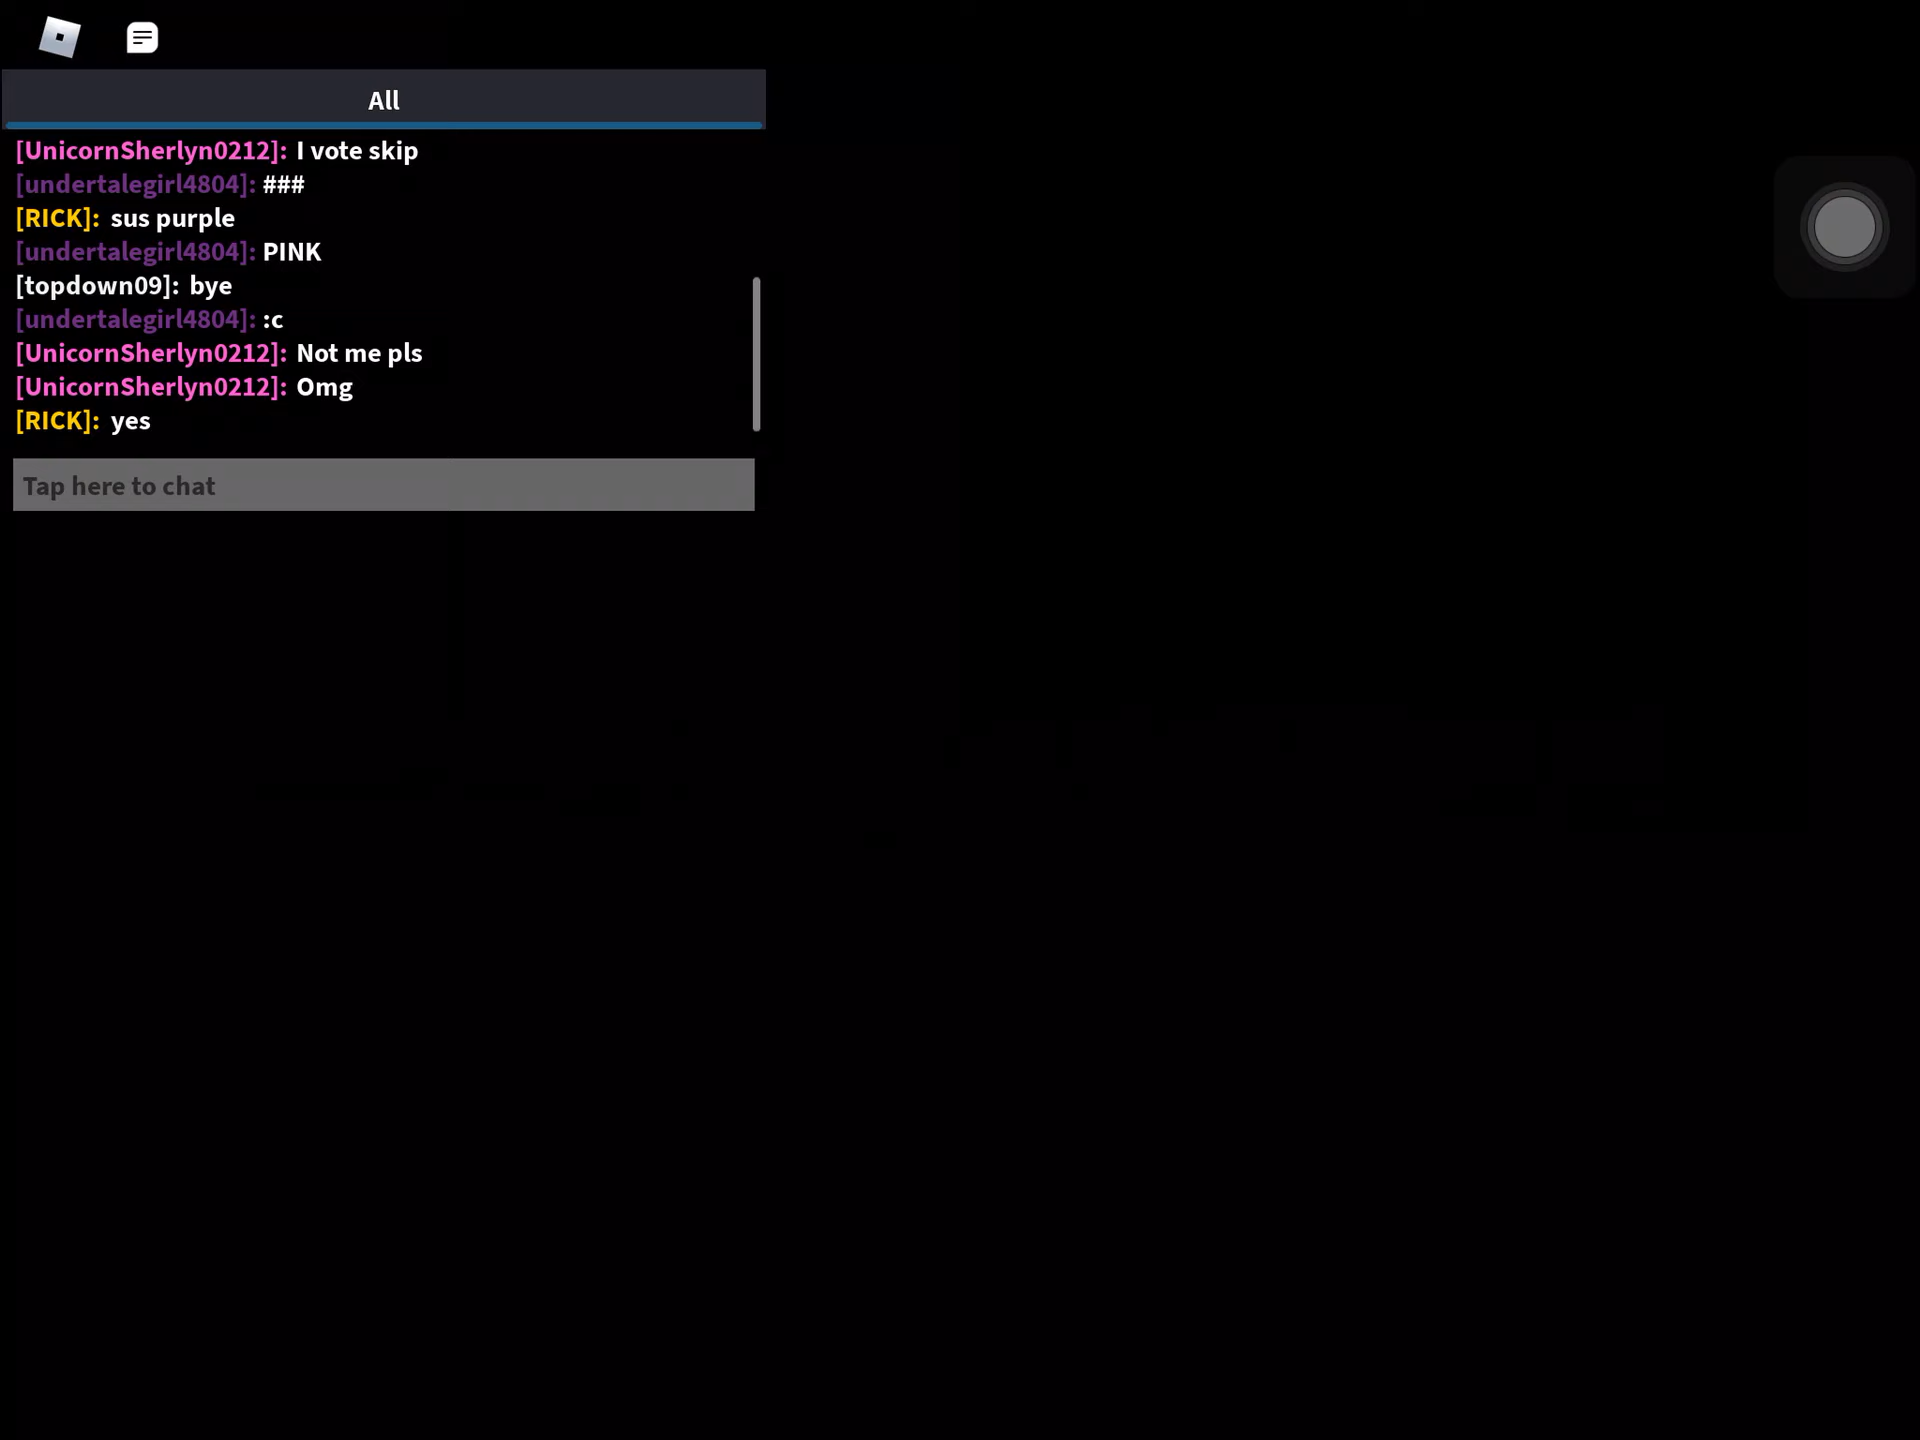 All
[UnicornSherlyn0212]: I vote skip
[undertalegirl4804]: ###
[RICK]: sus purple
[undertalegirl4804]: PINK
[topdown09]: bye
[undertalegirl4804]: :c
[UnicornSherlyn0212]: Not me pls
[UnicornSherlyn0212]: Omg
[RICK]: yes
Tap here to chat